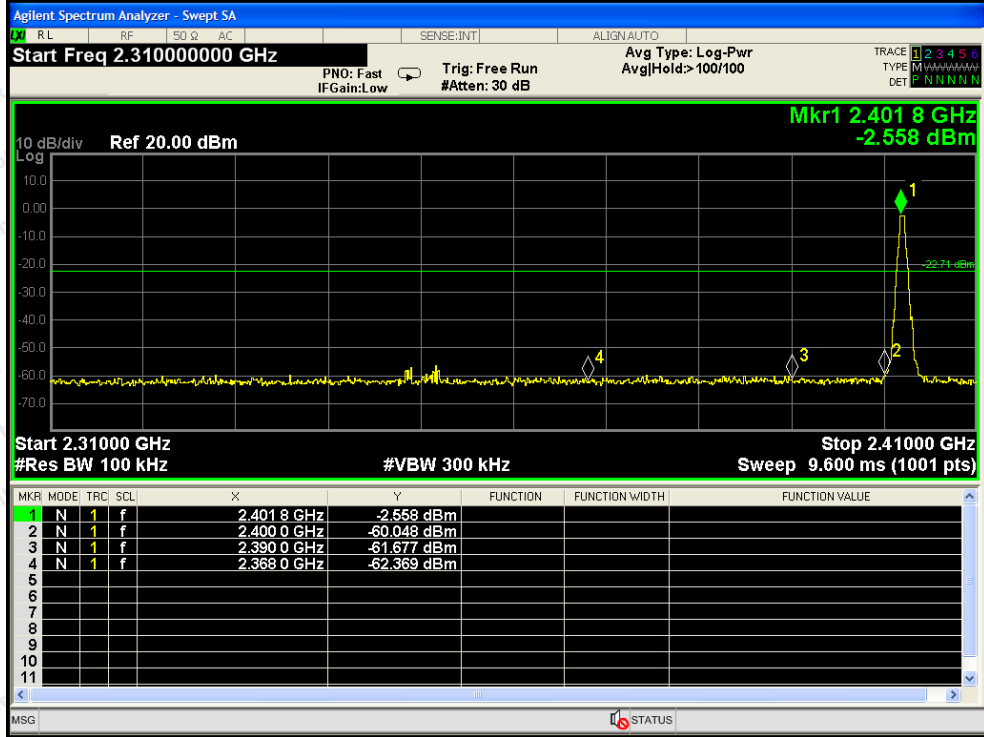 Agilent Spectrum Analyzer - Swept SA
LXI RL RF 50 Ω AC SENSE:INT ALIGNAUTO
Start Freq 2.310000000 GHz
PNO: Fast
IFGain:Low
Trig: Free Run
#Atten: 30 dB
Avg Type: Log-Pwr
Avg|Hold:>100/100
TRACE 1 2 3 4 5 6
TYPE M WWWWW
DET P N N N N N
Mkr1 2.401 8 GHz
-2.558 dBm
10 dB/div Ref 20.00 dBm
Log
10.0
0.00
-10.0
-20.0
-30.0
-40.0
-50.0
-60.0
-70.0
1
-22.71 dBm
4
3
2
Start 2.31000 GHz Stop 2.41000 GHz
#Res BW 100 kHz #VBW 300 kHz Sweep 9.600 ms (1001 pts)
MKR MODE TRC SCL X Y FUNCTION FUNCTION WIDTH FUNCTION VALUE
1 N 1 f 2.401 8 GHz -2.558 dBm
2 N 1 f 2.400 0 GHz -60.048 dBm
3 N 1 f 2.390 0 GHz -61.677 dBm
4 N 1 f 2.368 0 GHz -62.369 dBm
5
6
7
8
9
10
11
MSG STATUS